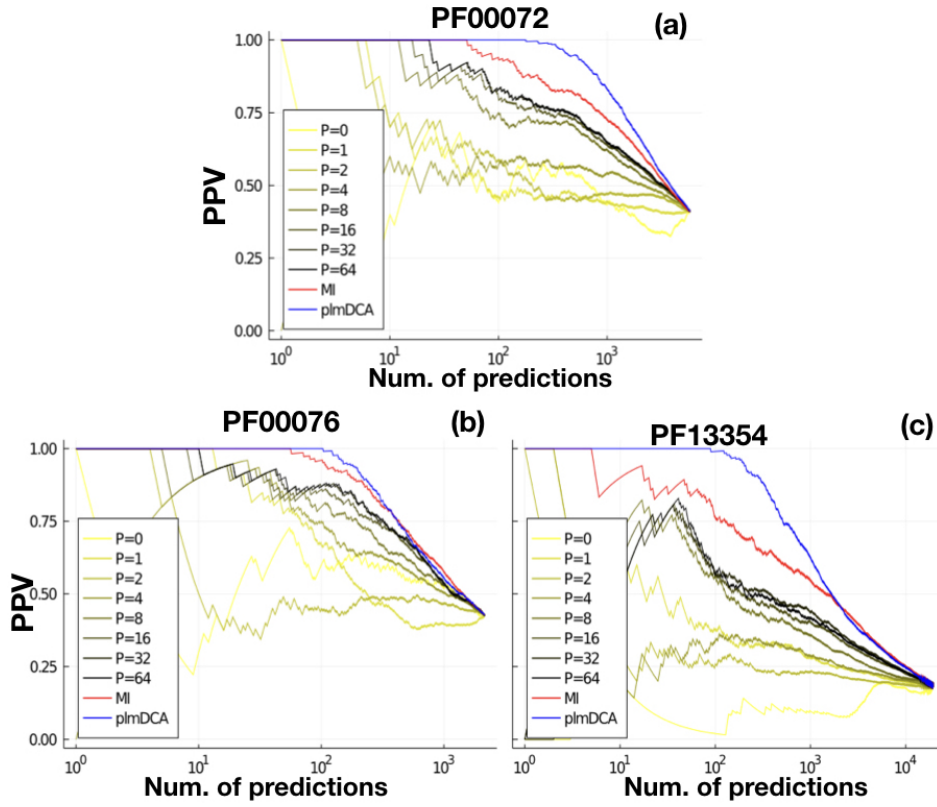 PF00072
(a)
1.00
0.75
0.50
0.25
0.00
PPV
P=0
P=1
P=2
P=4
P=8
P=16
P=32
P=64
MI
plmDCA
10^0
10^1
10^2
10^3
Num. of predictions
PF00076
(b)
1.00
0.75
0.50
0.25
0.00
PPV
P=0
P=1
P=2
P=4
P=8
P=16
P=32
P=64
MI
plmDCA
10^0
10^1
10^2
10^3
Num. of predictions
PF13354
(c)
P=0
P=1
P=2
P=4
P=8
P=16
P=32
P=64
MI
plmDCA
10^0
10^1
10^2
10^3
10^4
Num. of predictions